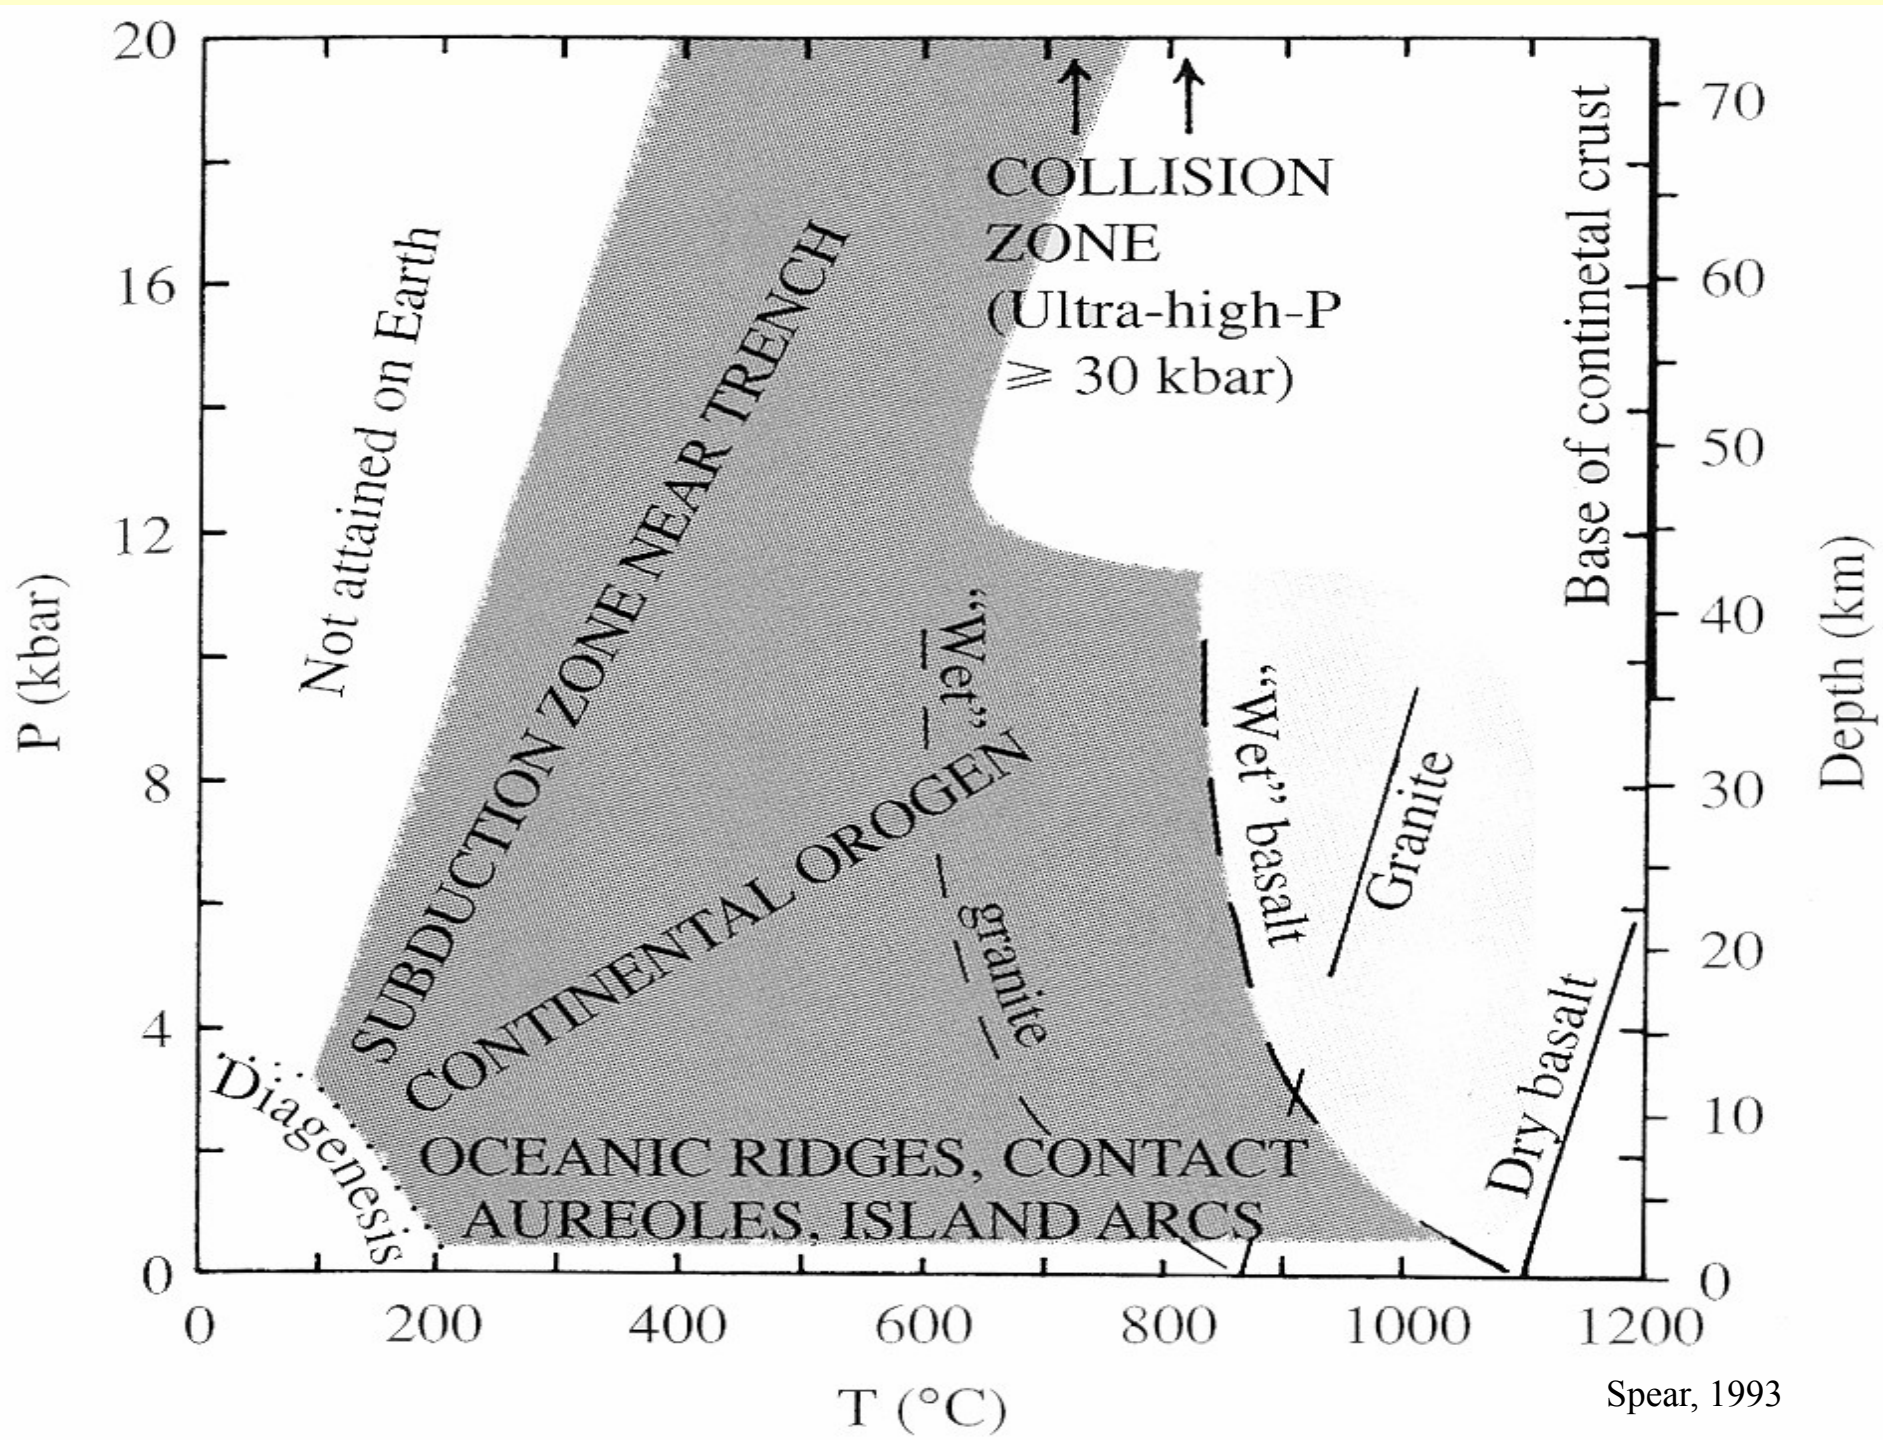 20
16
12
8
4
0
P (kbar)
0
200
400
600
800
1000
1200
T (°C)
70
60
50
40
30
20
10
0
Depth (km)
Not attained on Earth
SUBDUCTION ZONE NEAR TRENCH
CONTINENTAL OROGEN
COLLISION
ZONE
(Ultra-high-P
⩾ 30 kbar)
Base of continetal crust
"Wet"
granite
"Wet" basalt
Granite
Dry basalt
Diagenesis
OCEANIC RIDGES, CONTACT
AUREOLES, ISLAND ARCS
Spear, 1993